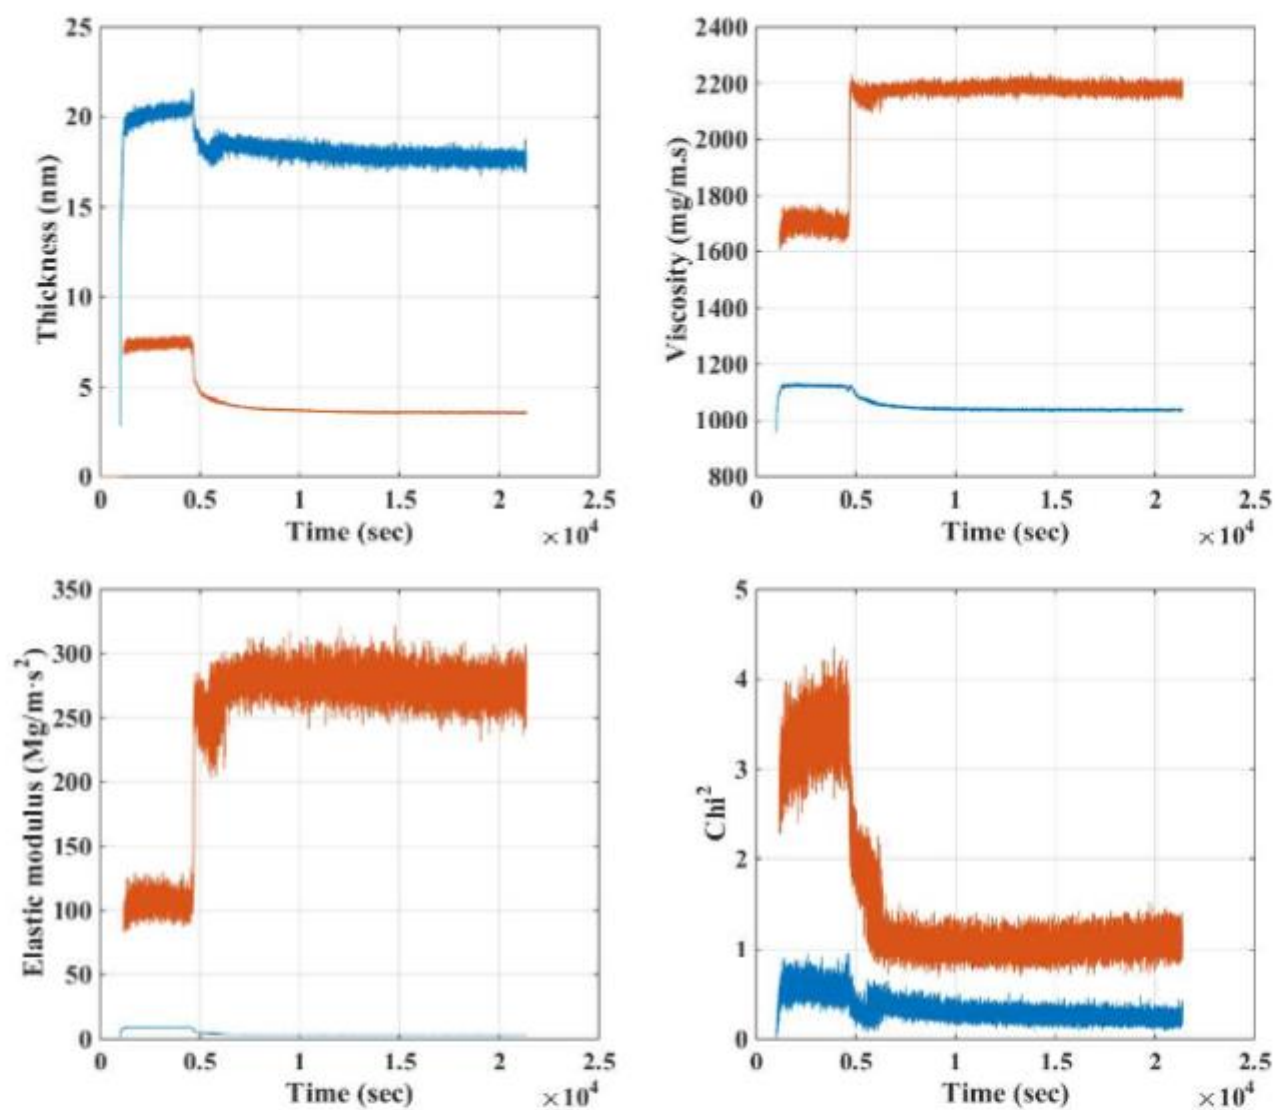 Thickness (nm)
25
20
15
10
5
0
0 0.5 1 1.5 2 2.5
Time (sec) ×10⁴
Viscosity (mg/m.s)
2400
2200
2000
1800
1600
1400
1200
1000
800
0 0.5 1 1.5 2 2.5
Time (sec) ×10⁴
Elastic modulus (Mg/m·s²)
350
300
250
200
150
100
50
0
0 0.5 1 1.5 2 2.5
Time (sec) ×10⁴
Chi²
5
4
3
2
1
0
0 0.5 1 1.5 2 2.5
Time (sec) ×10⁴